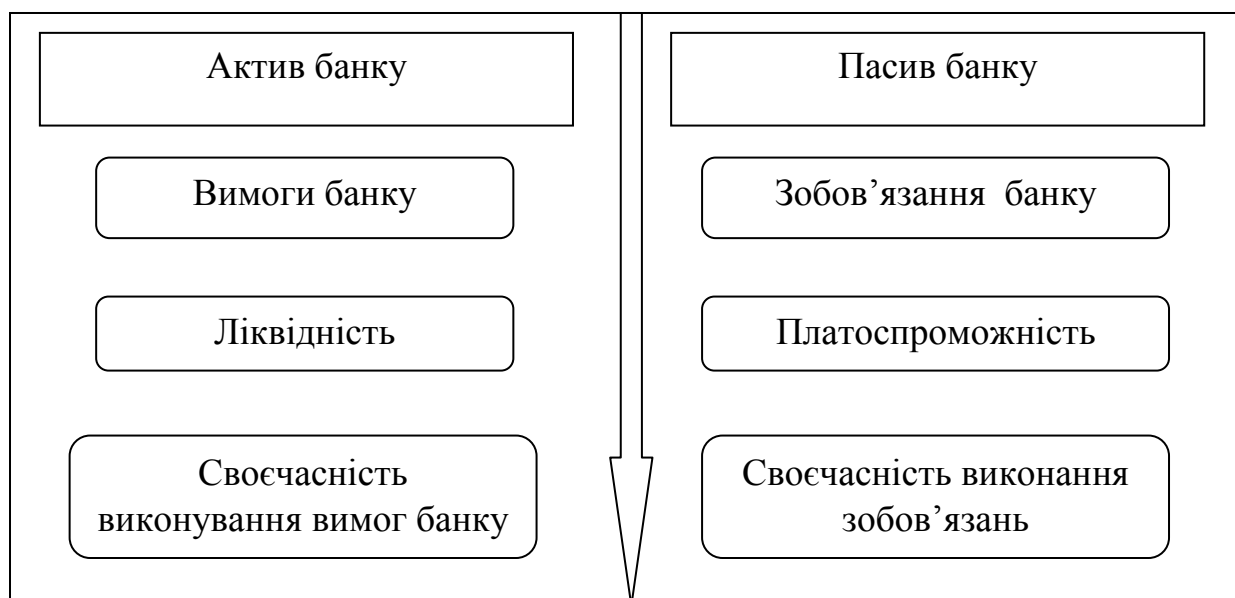 Актив банку
Пасив банку
Вимоги банку
Зобов’язання банку
Ліквідність
Платоспроможність
Своєчасність
виконування вимог банку
Своєчасність виконання
зобов’язань